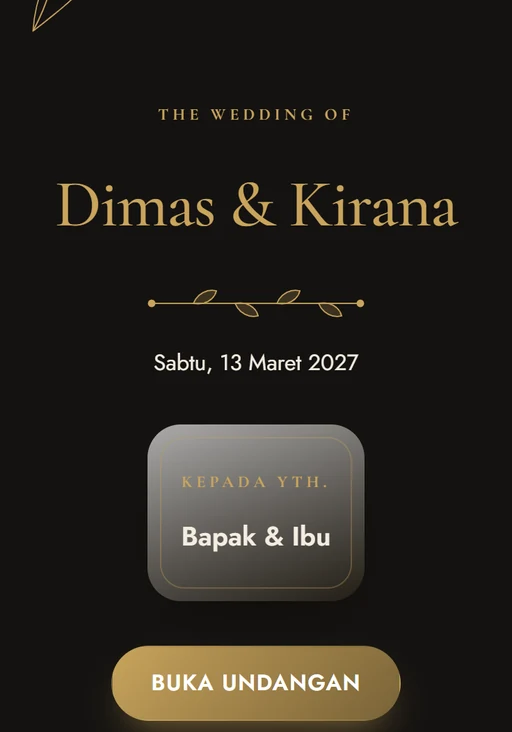 THE WEDDING OF
Dimas & Kirana
Sabtu, 13 Maret 2027
KEPADA YTH.
Bapak & Ibu
BUKA UNDANGAN